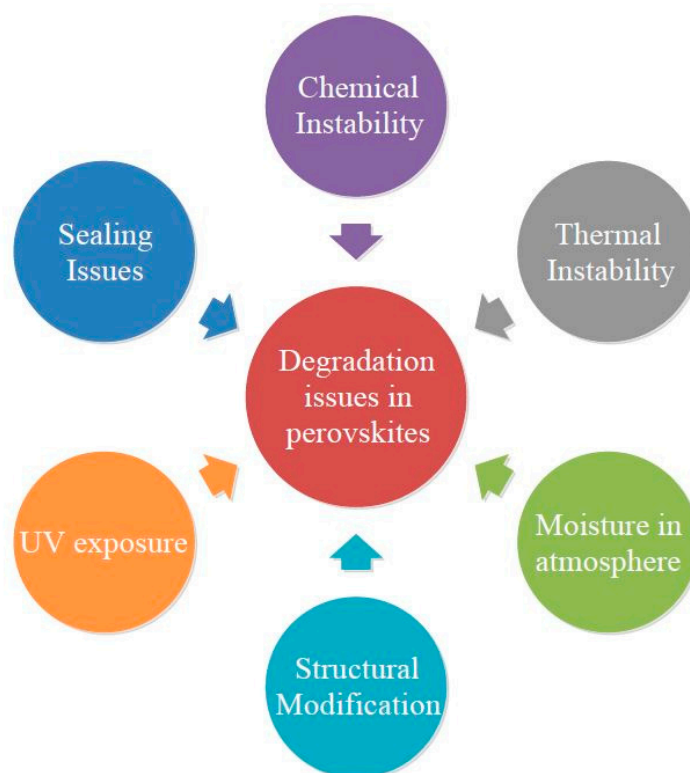 Chemical
Instability
Sealing
Issues
Thermal
Instability
Degradation
issues in
perovskites
UV exposure
Moisture in
atmosphere
Structural
Modification